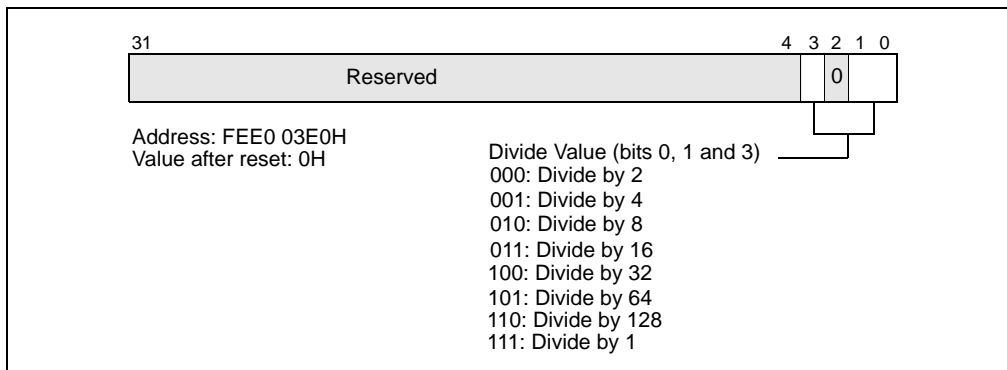 31 4 3 2 1 0
Reserved 0
Address: FEE0 03E0H
Value after reset: 0H
Divide Value (bits 0, 1 and 3)
000: Divide by 2
001: Divide by 4
010: Divide by 8
011: Divide by 16
100: Divide by 32
101: Divide by 64
110: Divide by 128
111: Divide by 1